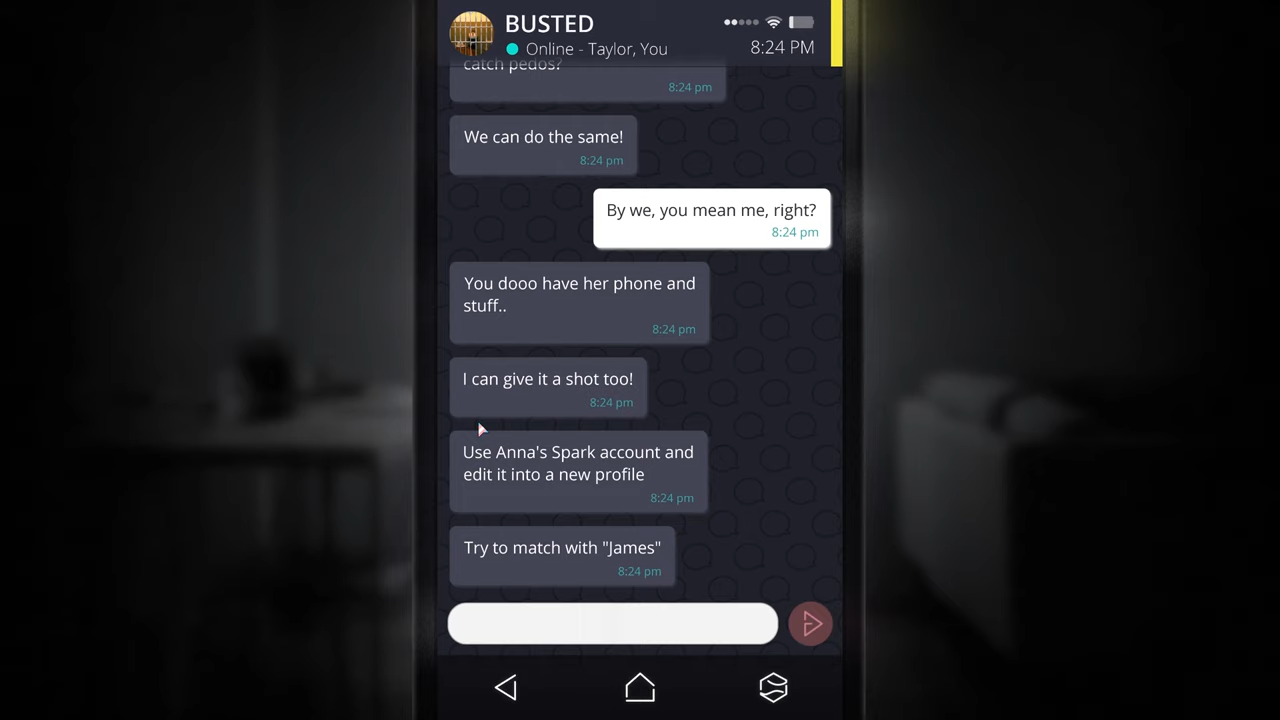 BUSTED
Online - Taylor, You
8:24 PM
catch pedos?
8:24 pm
We can do the same!
8:24 pm
By we, you mean me, right?
8:24 pm
You dooo have her phone and
stuff..
8:24 pm
I can give it a shot too!
8:24 pm
Use Anna's Spark account and
edit it into a new profile
8:24 pm
Try to match with "James"
8:24 pm